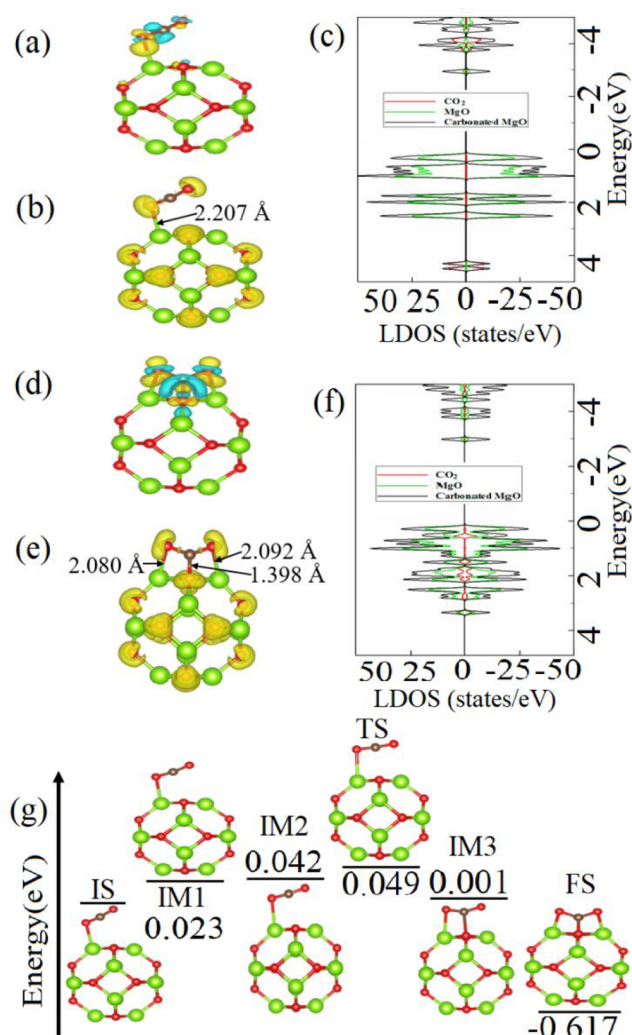 (a)
(b)
2.207 Å
(c)
CO2
MgO
Carbonated MgO
-4
-2
0
2
4
Energy(eV)
50 25 0 -25 -50
LDOS (states/eV)
(d)
(e)
2.080 Å
2.092 Å
1.398 Å
(f)
CO2
MgO
Carbonated MgO
-4
-2
0
2
4
Energy(eV)
50 25 0 -25 -50
LDOS (states/eV)
(g)
Energy(eV)
IS
IM1
0.023
IM2
0.042
TS
0.049
IM3
0.001
FS
-0.617